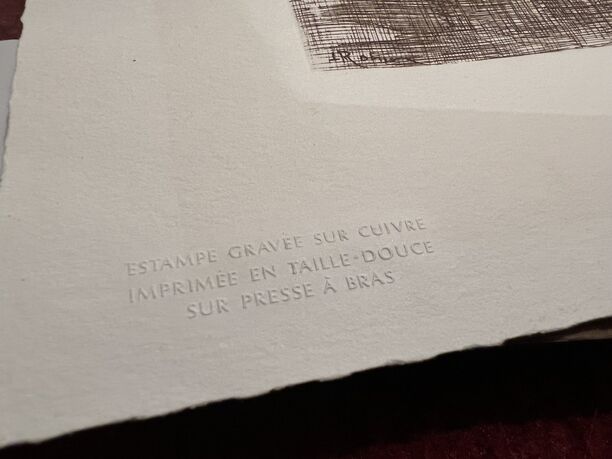 ESTAMPE GRAVÉE SUR CUIVRE
IMPRIMÉE EN TAILLE-DOUCE
SUR PRESSE À BRAS